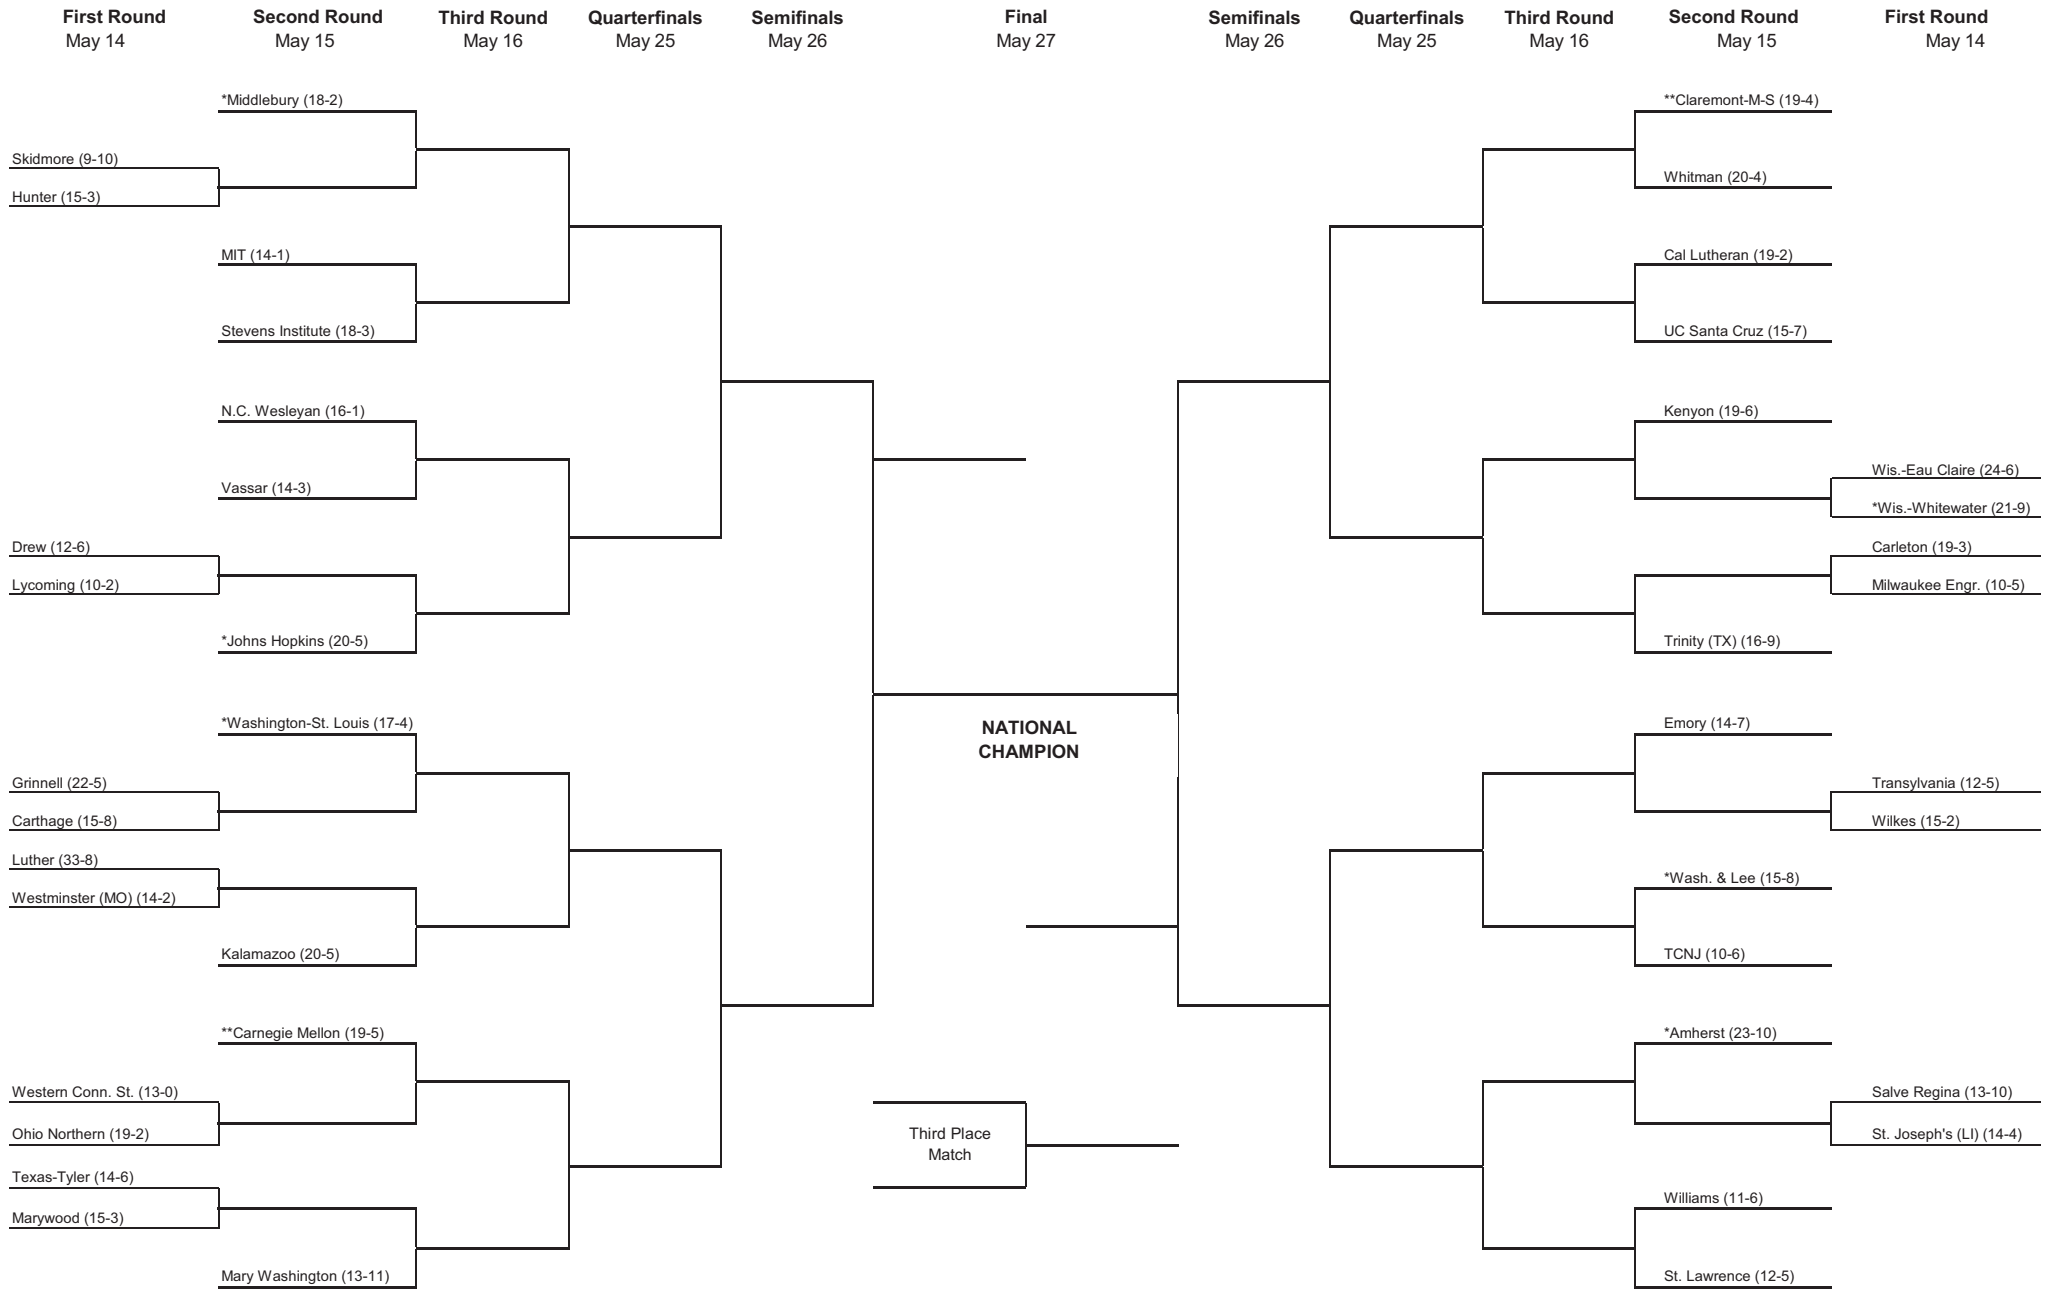 First Round
May 14
Second Round
May 15
Third Round
May 16
Quarterfinals
May 25
Semifinals
May 26
Final
May 27
Semifinals
May 26
Quarterfinals
May 25
Third Round
May 16
Second Round
May 15
First Round
May 14
*Middlebury (18-2)
Skidmore (9-10)
Hunter (15-3)
MIT (14-1)
Stevens Institute (18-3)
N.C. Wesleyan (16-1)
Vassar (14-3)
Drew (12-6)
Lycoming (10-2)
*Johns Hopkins (20-5)
*Washington-St. Louis (17-4)
Grinnell (22-5)
Carthage (15-8)
Luther (33-8)
Westminster (MO) (14-2)
Kalamazoo (20-5)
**Carnegie Mellon (19-5)
Western Conn. St. (13-0)
Ohio Northern (19-2)
Texas-Tyler (14-6)
Marywood (15-3)
Mary Washington (13-11)
NATIONAL
CHAMPION
Third Place
Match
**Claremont-M-S (19-4)
Whitman (20-4)
Cal Lutheran (19-2)
UC Santa Cruz (15-7)
Kenyon (19-6)
Wis.-Eau Claire (24-6)
*Wis.-Whitewater (21-9)
Carleton (19-3)
Milwaukee Engr. (10-5)
Trinity (TX) (16-9)
Emory (14-7)
Transylvania (12-5)
Wilkes (15-2)
*Wash. & Lee (15-8)
TCNJ (10-6)
*Amherst (23-10)
Salve Regina (13-10)
St. Joseph's (LI) (14-4)
Williams (11-6)
St. Lawrence (12-5)